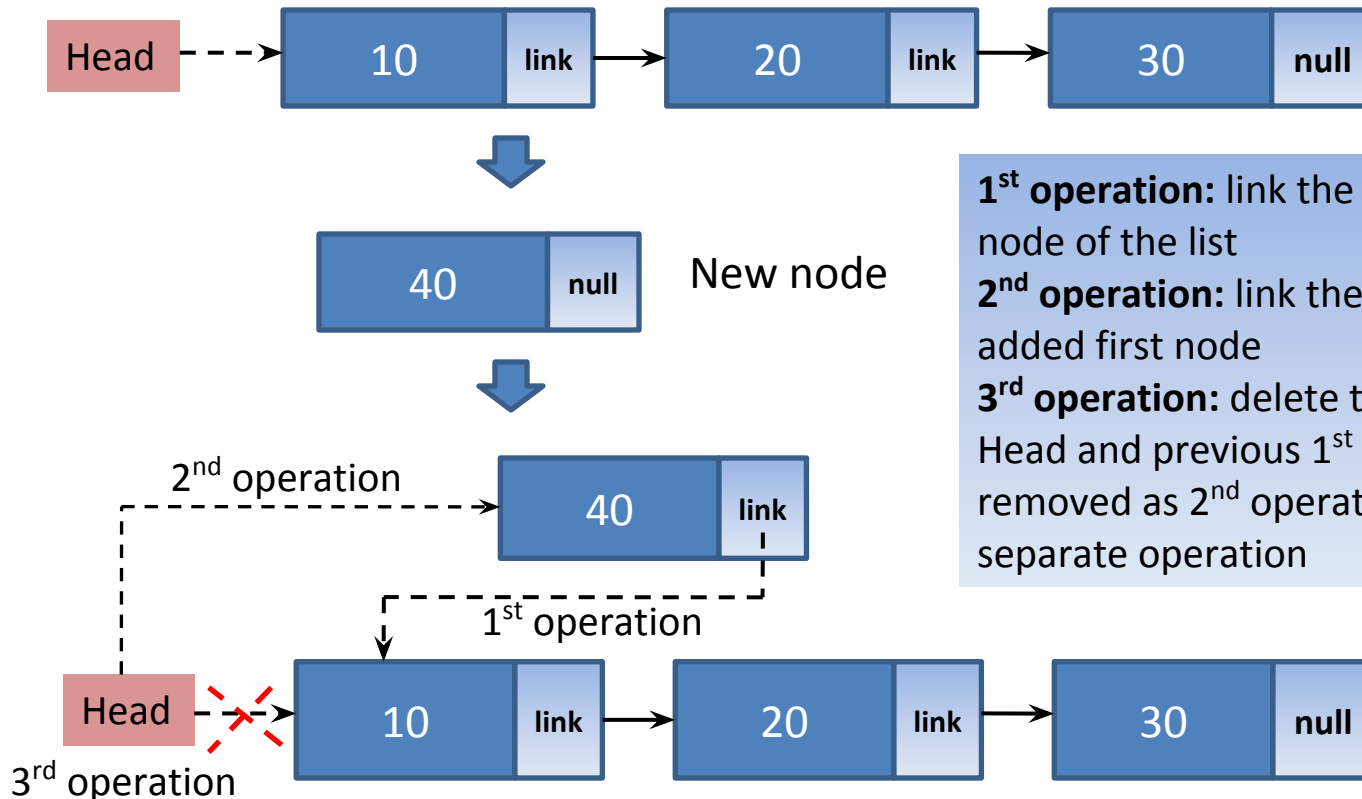 Head 10 link 20 link 30 null
40 null New node
1st operation: link the
node of the list
2nd operation: link the
added first node
3rd operation: delete
Head and previous 1st
removed as 2nd
separate operation
2nd operation
40 link
1st operation
Head 10 link 20 link 30 null
3rd operation